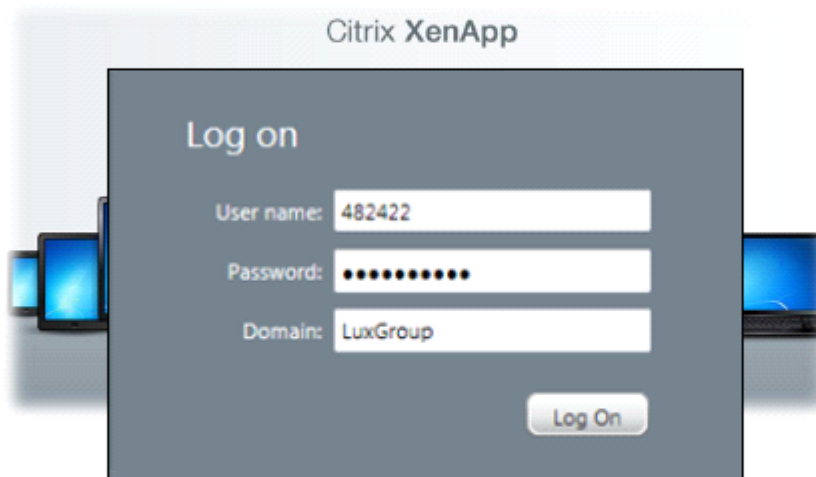 Citrix XenApp
Log on
User name: 482422
Password: ●●●●●●●●●●
Domain: LuxGroup
Log On